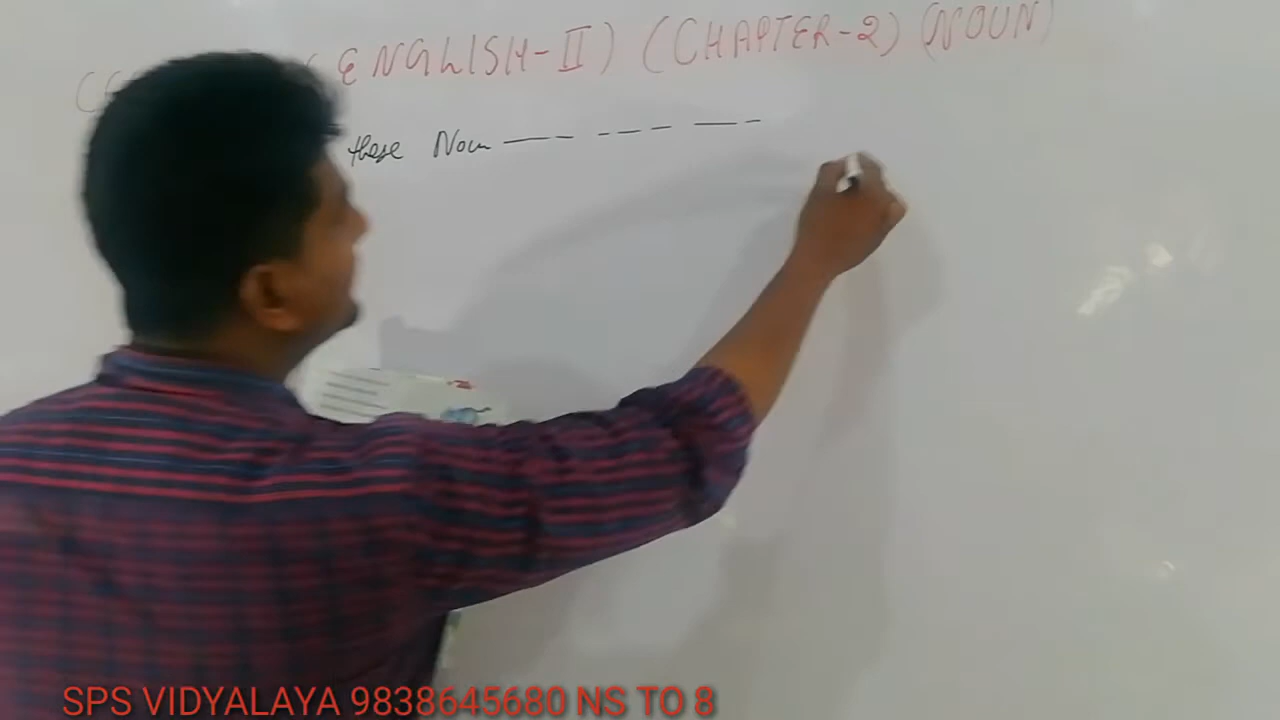 ENGLISH-II) (CHAPTER-2) (NOUN)
these Noun
SPS VIDYALAYA 9838645680 NS TO 8